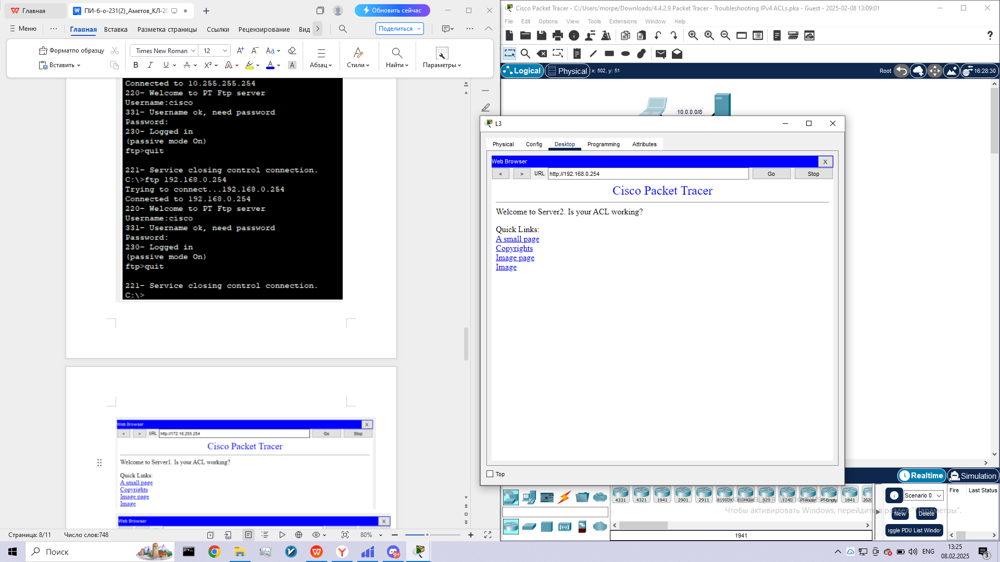 Главная
ПИ-6-о-231(2)_Аметов_КЛ-20
Обновить сейчас
Меню
Главная
Вставка
Разметка страницы
Ссылки
Рецензирование
Вид
Поделиться
Формат по образцу
Вставить
Times New Roman
12
Абзац
Стили
Найти
Параметры
Connected to 10.255.255.254
220- Welcome to PT Ftp server
Username:cisco
331- Username ok, need password
Password:
230- Logged in
(passive mode On)
ftp>quit
221- Service closing control connection.
C:\>ftp 192.168.0.254
Trying to connect...192.168.0.254
Connected to 192.168.0.254
220- Welcome to PT Ftp server
Username:cisco
331- Username ok, need password
Password:
230- Logged in
(passive mode On)
ftp>quit
221- Service closing control connection.
C:\>
Web Browser
X
< > URL http://172.16.255.254 Go Stop
Cisco Packet Tracer
Welcome to Server1. Is your ACL working?
Quick Links:
A small page
Copyrights
Image page
Image
Web Browser
X
Страница: 8/11
Число слов:748
80%
Cisco Packet Tracer - C:/Users/morpe/Downloads/4.4.2.9 Packet Tracer - Troubleshooting IPv4 ACLs.pka - Guest - 2025-02-08 13:09:01
File Edit Options View Tools Extensions Window Help
Logical
Physical
x: 502, y: 51
Root
16:28:30
10.0.0.0/8
L3
Physical Config Desktop Programming Attributes
Web Browser
X
< > URL http://192.168.0.254 Go Stop
Cisco Packet Tracer
Welcome to Server2. Is your ACL working?
Quick Links:
A small page
Copyrights
Image page
Image
Top
Realtime
Simulation
4331 4321 1941 2901 2911 819IOX 819HGW 829 1240 PT-Router PT-Empty 1841 2620
Scenario 0
Fire
Last Status
New
Delete
Чтобы активировать Windows, перейдите в раздел "Параметры".
oggle PDU List Windo
1941
Поиск
9+
ENG
13:25
08.02.2025
3